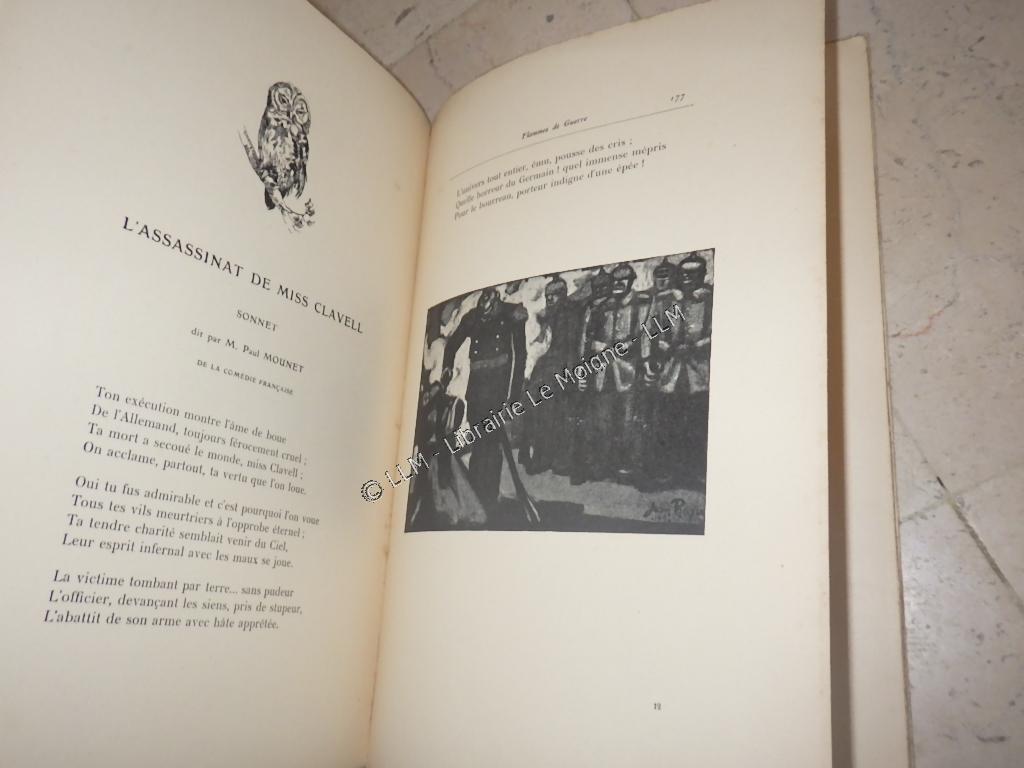 L'ASSASSINAT DE MISS CLAVELL
SONNET
dit par M. Paul MOUNET
DE LA COMÉDIE FRANÇAISE
Ton exécution montre l'âme de boue
De l'Allemand, toujours férocement cruel ;
Ta mort a secoué le monde, miss Clavell ;
On acclame, partout, ta vertu que l'on loue.
Oui tu fus admirable et c'est pourquoi l'on voue
Tous tes vils meurtriers à l'opprobe éternel ;
Ta tendre charité semblait venir du Ciel,
Leur esprit infernal avec les maux se joue.
La victime tombant par terre... sans pudeur
L'officier, devançant les siens, pris de stupeur,
L'abattit de son arme avec hâte apprêtée.
Flammes de Guerre
177
L'univers tout entier, ému, pousse des cris ;
Quelle horreur du Germain ! quel immense mépris
Pour le bourreau, porteur indigne d'une épée !
© LLM - Librairie Le Moigne - LLM
12